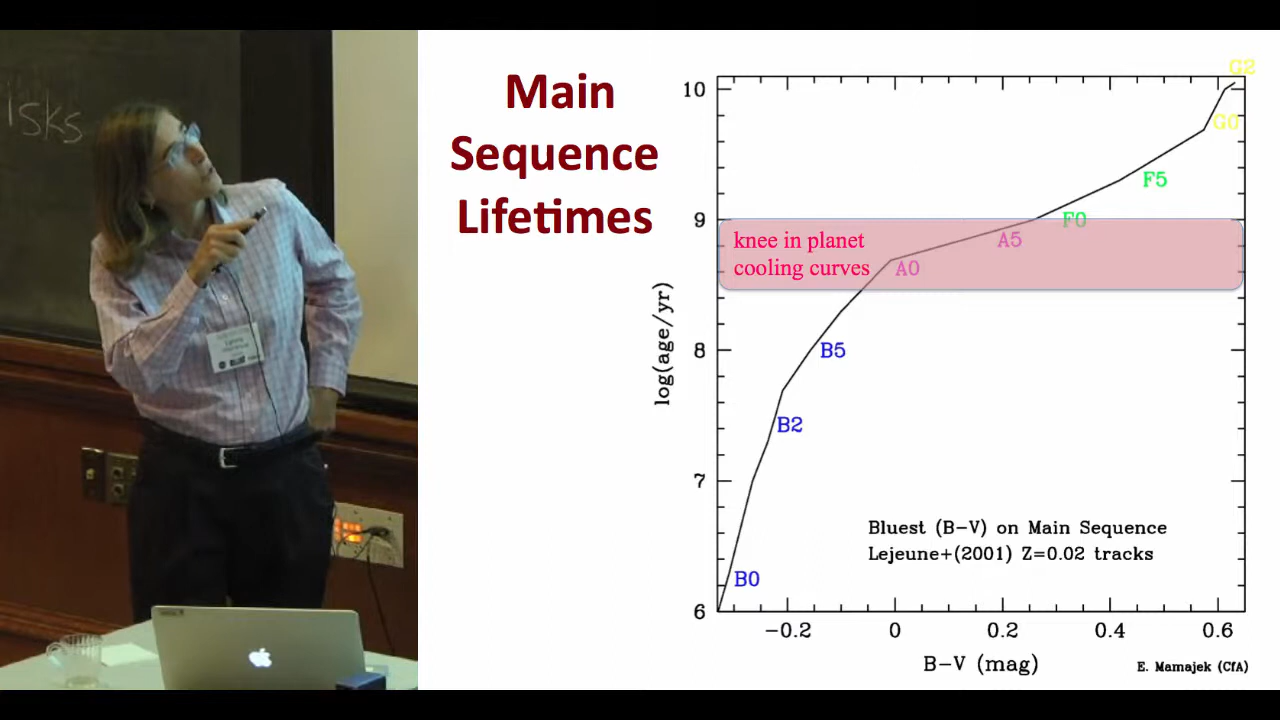 isks
Main
Sequence
Lifetimes
G2
10
G0
F5
9
F0
knee in planet
A5
cooling curves
A0
log(age/yr)
8
B5
B2
7
Bluest (B-V) on Main Sequence
Lejeune+(2001) Z=0.02 tracks
B0
6
-0.2
0
0.2
0.4
0.6
B-V (mag)
E. Mamajek (CfA)